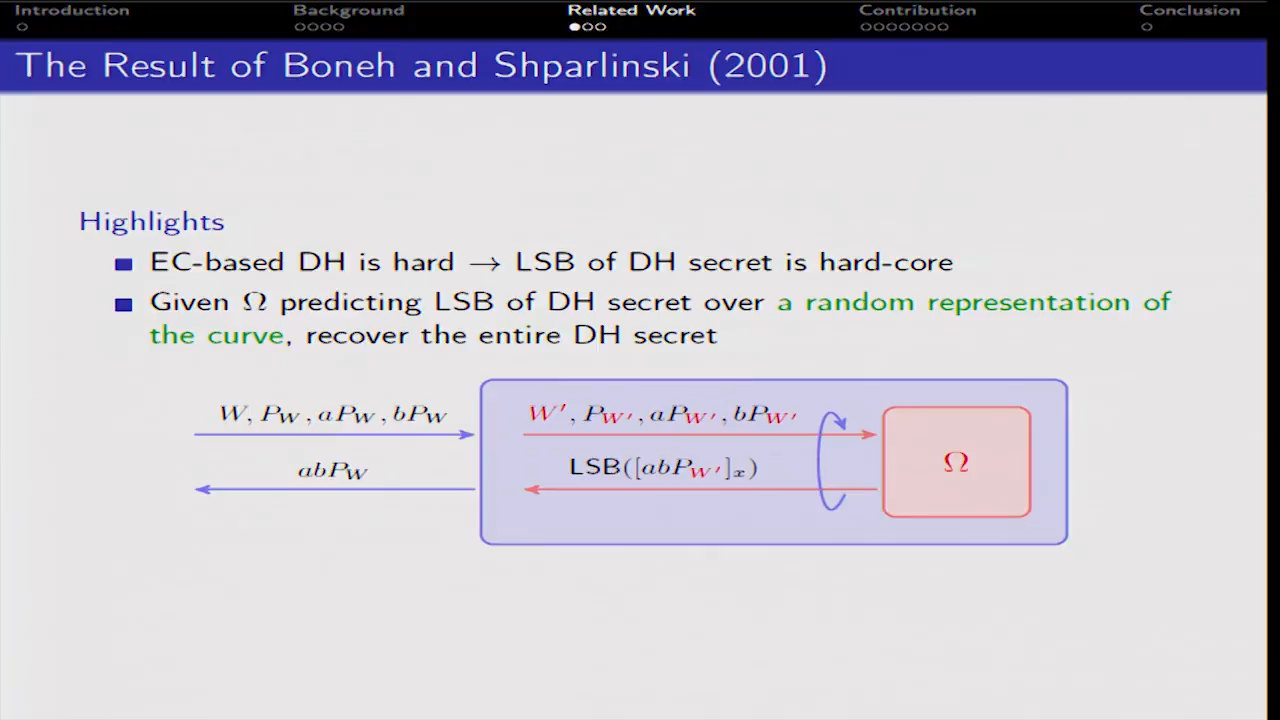 Introduction Background Related Work Contribution Conclusion
The Result of Boneh and Shparlinski (2001)
Highlights
EC-based DH is hard → LSB of DH secret is hard-core
Given Ω predicting LSB of DH secret over a random representation of
the curve, recover the entire DH secret
W, P_W, aP_W, bP_W
W′, P_W′, aP_W′, bP_W′
abP_W
LSB([abP_W′]_x)
Ω